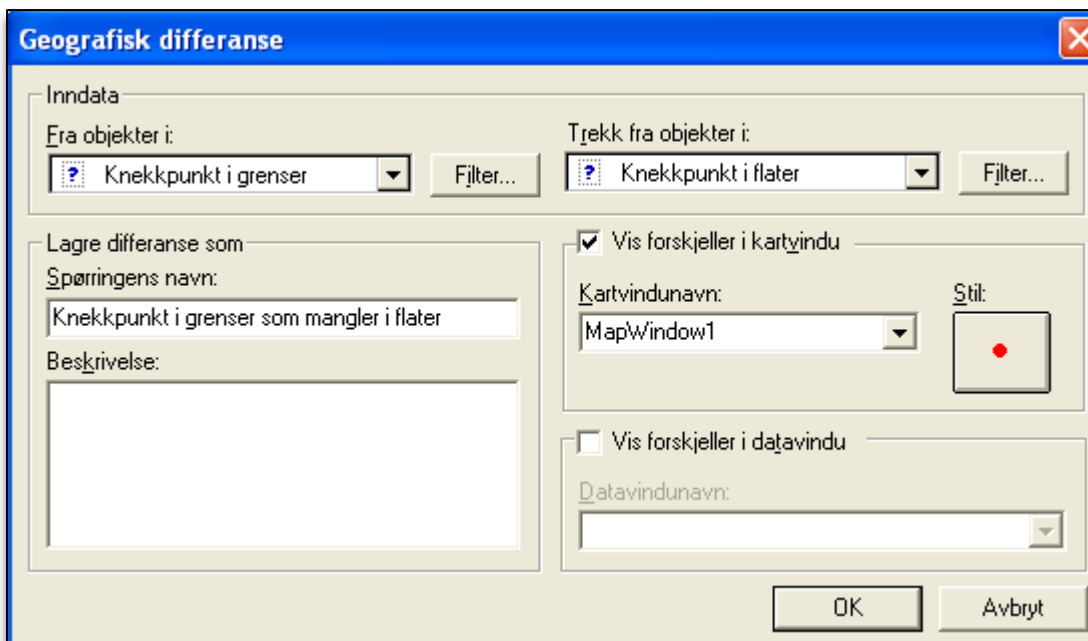 Geografisk differanse
Inndata
Fra objekter i:
Trekk fra objekter i:
? Knekkpunkt i grenser
Filter...
? Knekkpunkt i flater
Filter...
Lagre differanse som
Spørringens navn:
Knekkpunkt i grenser som mangler i flater
Beskrivelse:
Vis forskjeller i kartvindu
Kartvindunavn:
Stil:
MapWindow1
Vis forskjeller i datavindu
Datavindunavn:
OK
Avbryt